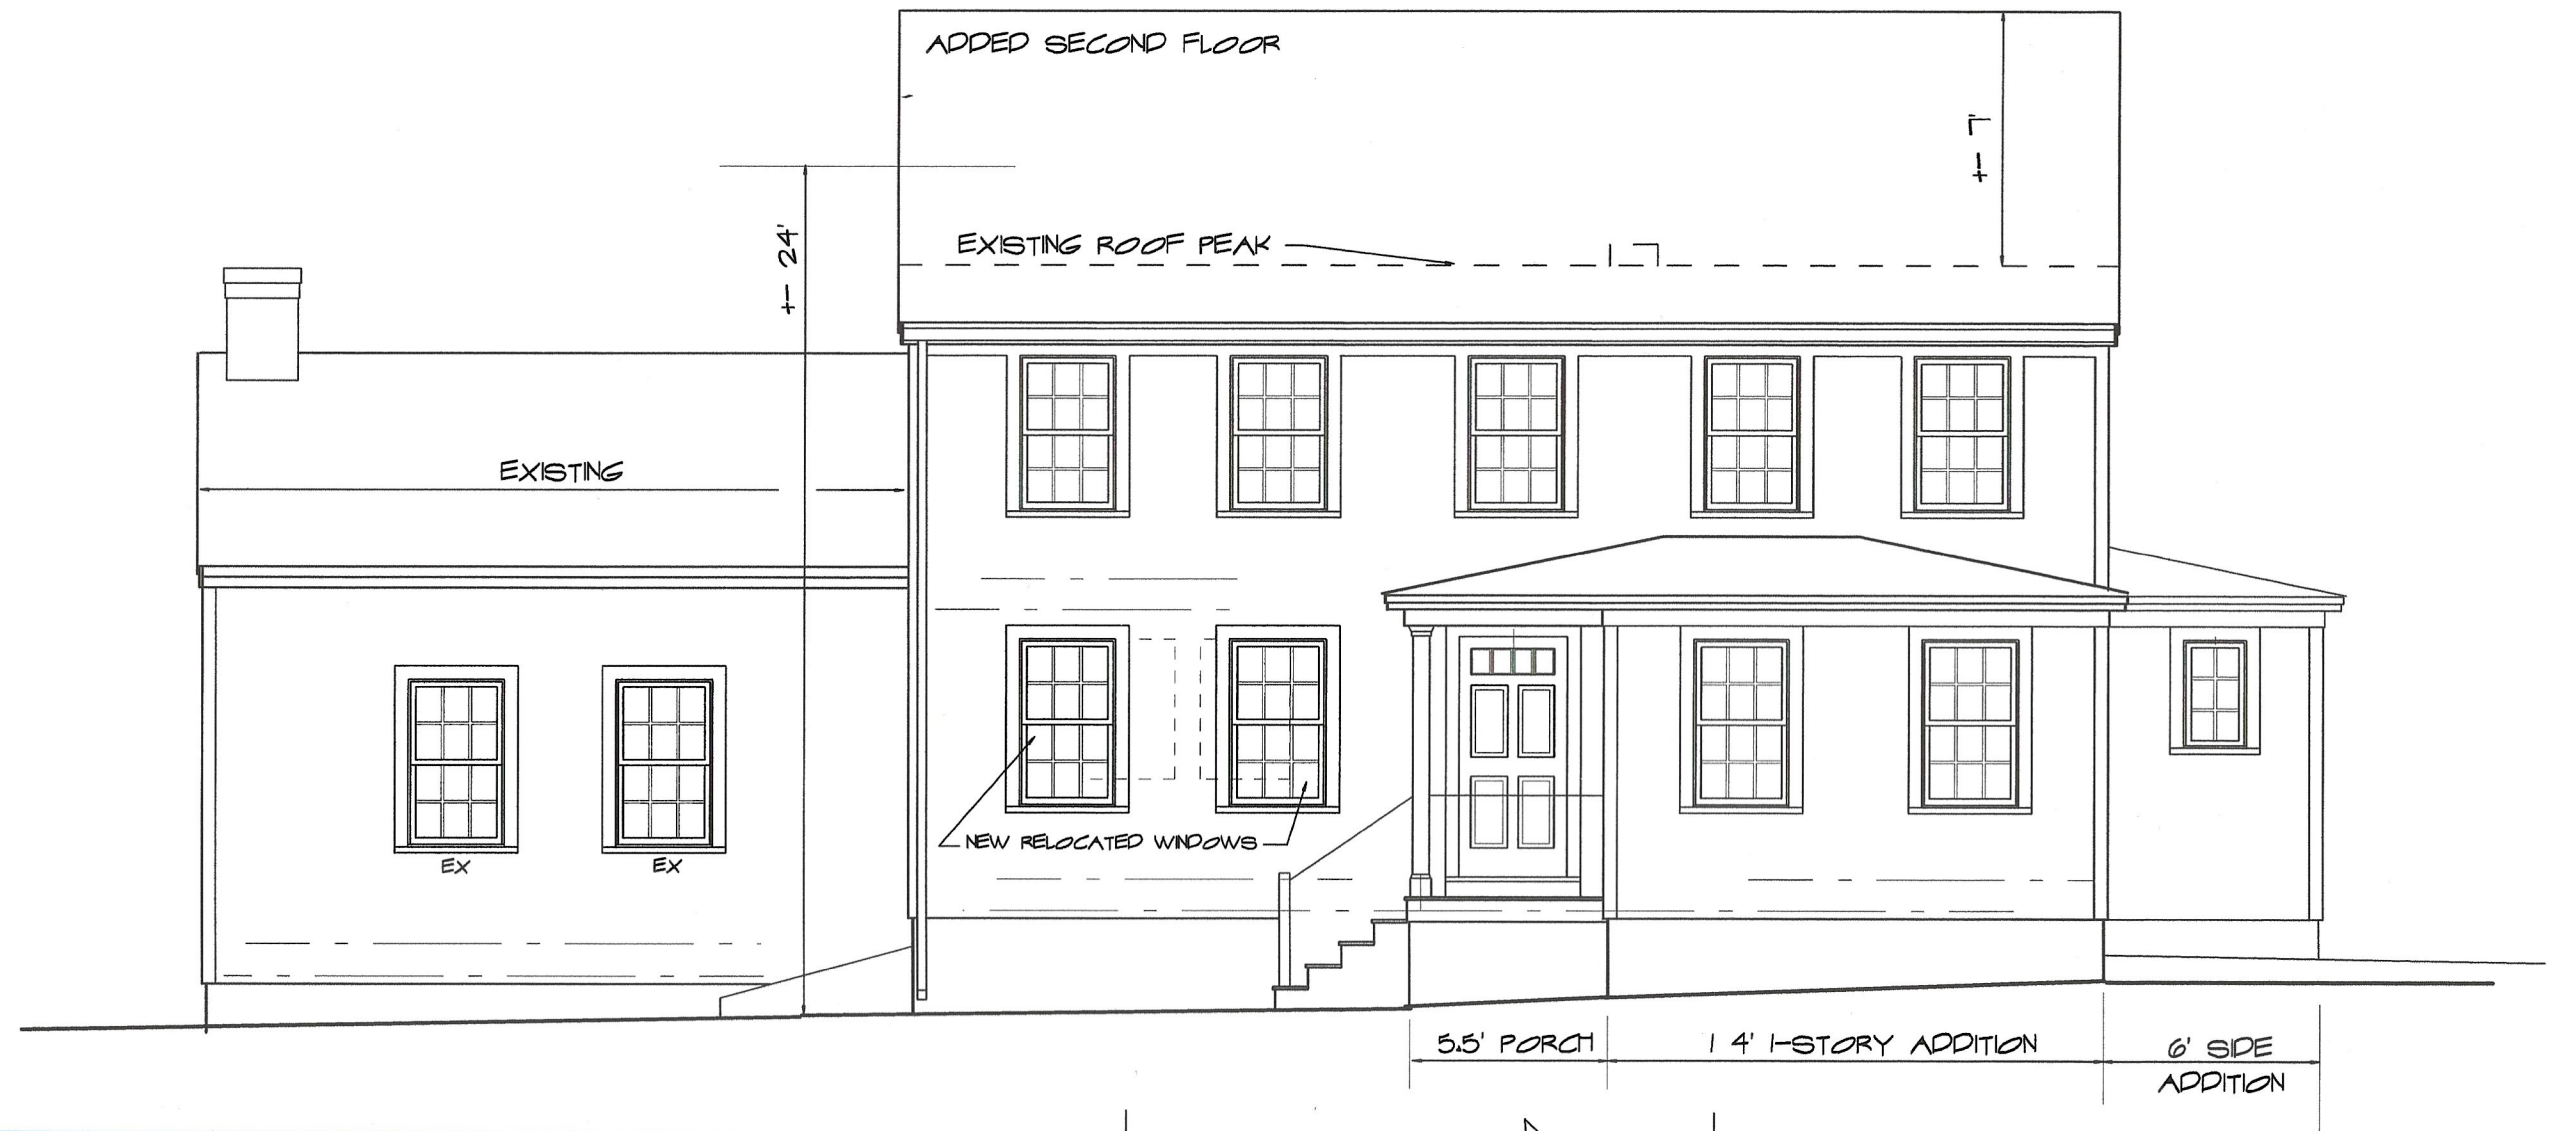 ADDED SECOND FLOOR
+- 7'
+- 24'
EXISTING ROOF PEAK
EXISTING
EX
EX
NEW RELOCATED WINDOWS
5.5' PORCH
14' 1-STORY ADDITION
6' SIDE
ADDITION